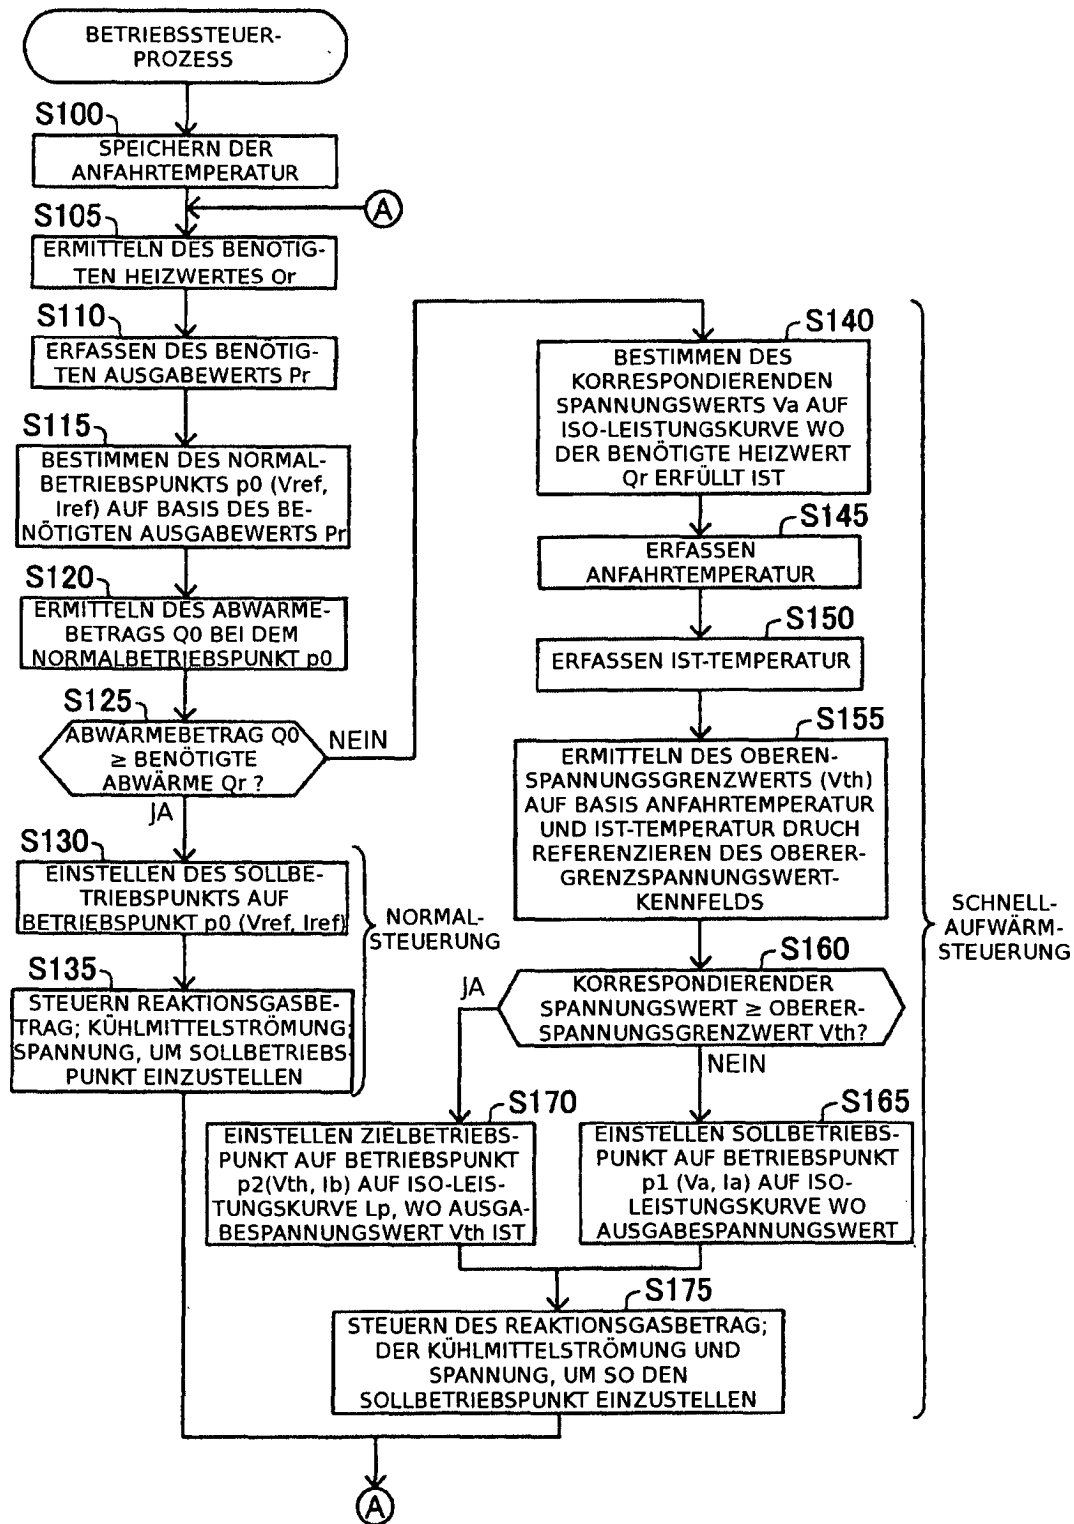 BETRIEBSSTEUER-
PROZESS
S100
SPEICHERN DER
ANFAHRTEMPERATUR
A
S105
ERMITTELN DES BENÖTIG-
TEN HEIZWERTES Qr
S110
ERFASSEN DES BENÖTIG-
TEN AUSGABEWERTS Pr
S115
BESTIMMEN DES NORMAL-
BETRIEBSPUNKTS p0 (Vref,
Iref) AUF BASIS DES BE-
NÖTIGTEN AUSGABEWERTS Pr
S120
ERMITTELN DES ABWÄRME-
BETRAGS Q0 BEI DEM
NORMALBETRIEBSPUNKT p0
S125
ABWÄRMEBETRAG Q0
≥ BENÖTIGTE
ABWÄRME Qr ?
NEIN
JA
S130
EINSTELLEN DES SOLLBE-
TRIEBSPUNKTS AUF
BETRIEBSPUNKT p0 (Vref, Iref)
S135
STEUERN REAKTIONSGASBE-
TRAG; KÜHLMITTELSTRÖMUNG;
SPANNUNG, UM SOLLBETRIEBS-
PUNKT EINZUSTELLEN
NORMAL-
STEUERUNG
S140
BESTIMMEN DES
KORRESPONDIERENDEN
SPANNUNGSWERTS Va AUF
ISO-LEISTUNGSKURVE WO
DER BENÖTIGTE HEIZWERT
Qr ERFÜLLT IST
S145
ERFASSEN
ANFAHRTEMPERATUR
S150
ERFASSEN IST-TEMPERATUR
S155
ERMITTELN DES OBEREN-
SPANNUNGSGRENZWERTS (Vth)
AUF BASIS ANFAHRTEMPERATUR
UND IST-TEMPERATUR DRUCH
REFERENZIEREN DES OBERER-
GRENZSPANNUNGSWERT-
KENNFELDS
S160
KORRESPONDIERENDER
SPANNUNGSWERT ≥ OBERER-
SPANNUNGSGRENZWERT Vth?
JA
NEIN
S170
EINSTELLEN ZIELBETRIEBS-
PUNKT AUF BETRIEBSPUNKT
p2(Vth, Ib) AUF ISO-LEIS-
TUNGSKURVE Lp, WO AUSGA-
BESPANNUNGSWERT Vth IST
S165
EINSTELLEN SOLLBETRIEBS-
PUNKT AUF BETRIEBSPUNKT
p1 (Va, Ia) AUF ISO-
LEISTUNGSKURVE WO
AUSGABESPANNUNGSWERT
S175
STEUERN DES REAKTIONSGASBETRAG;
DER KÜHLMITTELSTRÖMUNG UND
SPANNUNG, UM SO DEN
SOLLBETRIEBSPUNKT EINZUSTELLEN
SCHNELL-
AUFWÄRM-
STEUERUNG
A